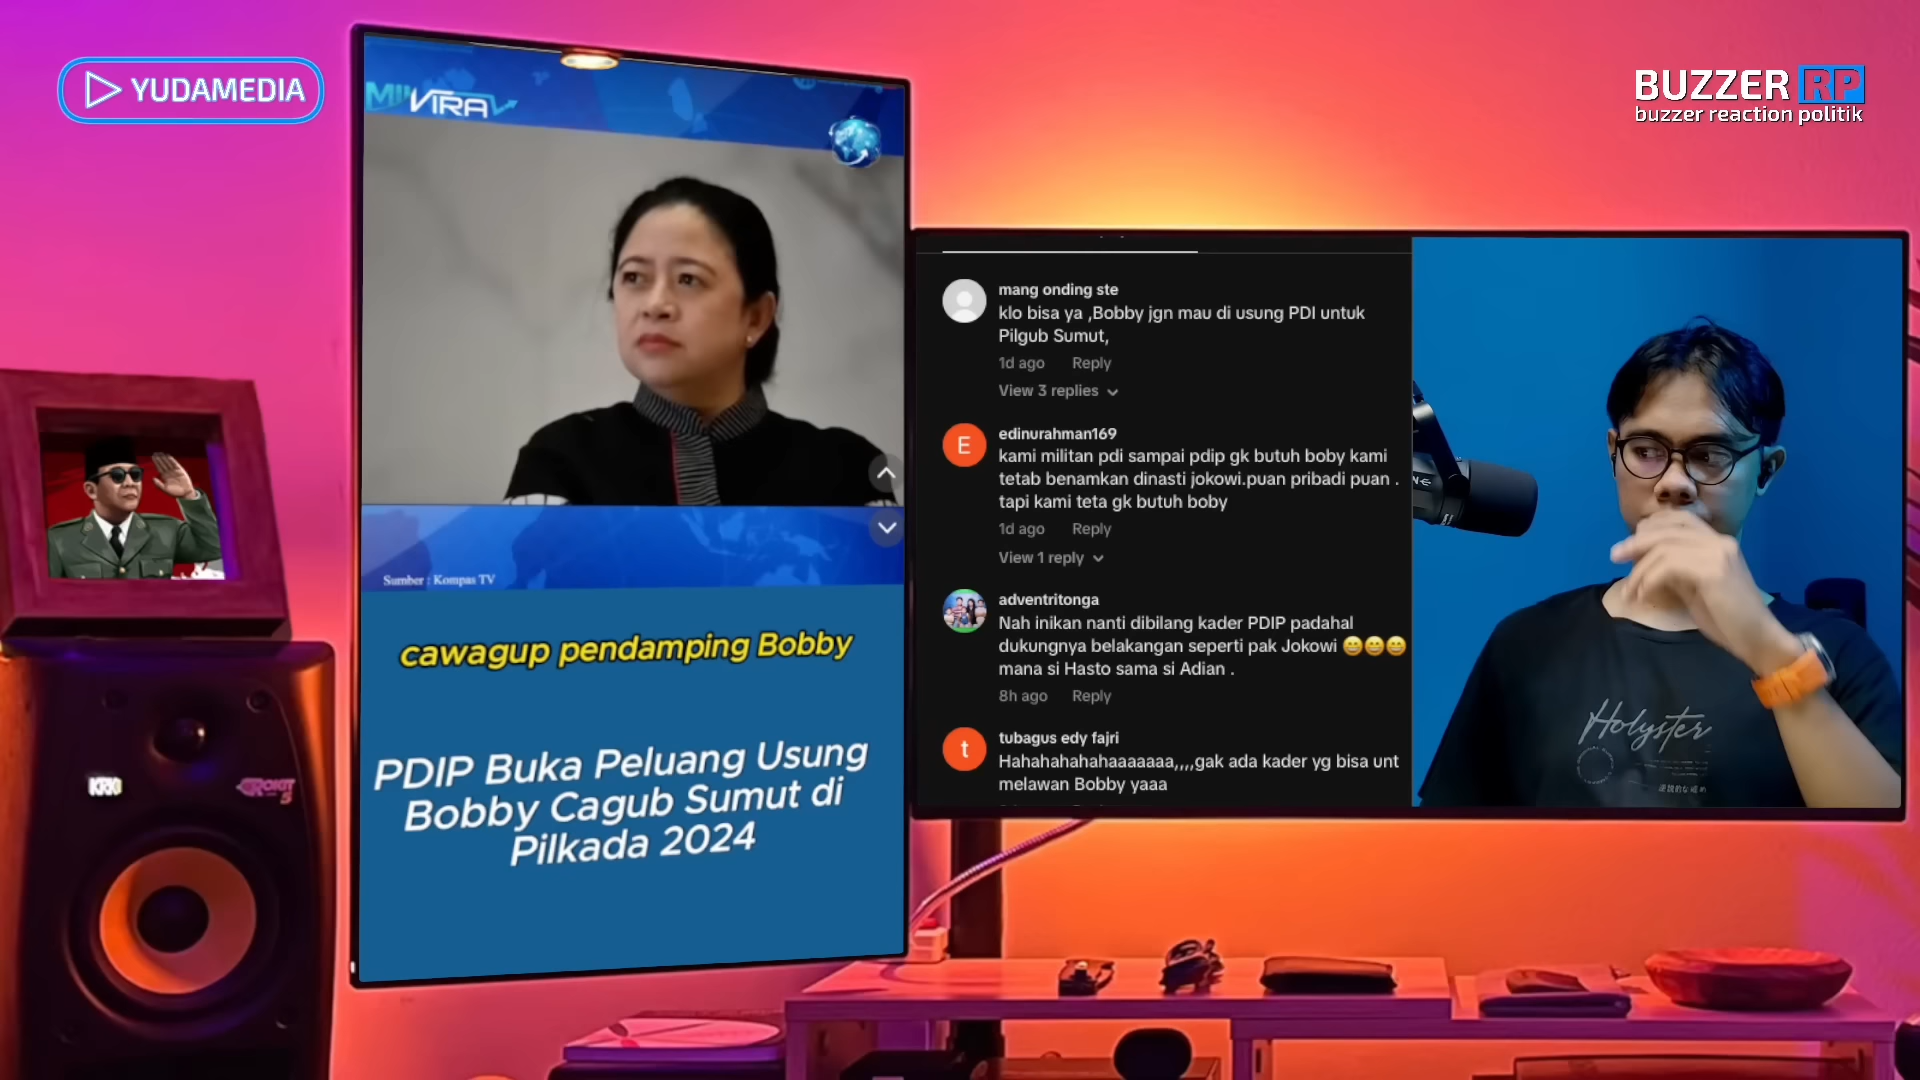 YUDAMEDIA
BUZZER RP
buzzer reaction politik
VIRAL
Sumber : Kompas TV
cawagup pendamping Bobby
PDIP Buka Peluang Usung
Bobby Cagub Sumut di
Pilkada 2024
mang onding ste
klo bisa ya ,Bobby jgn mau di usung PDI untuk
Pilgub Sumut,
1d ago Reply
View 3 replies
E
edinurahman169
kami militan pdi sampai pdip gk butuh boby kami
tetab benamkan dinasti jokowi.puan pribadi puan .
tapi kami teta gk butuh boby
1d ago Reply
View 1 reply
adventritonga
Nah inikan nanti dibilang kader PDIP padahal
dukungnya belakangan seperti pak Jokowi 😁😁😁
mana si Hasto sama si Adian .
8h ago Reply
t
tubagus edy fajri
Hahahahahahaaaaaaa,,,,gak ada kader yg bisa unt
melawan Bobby yaaa
Holyster
KRK
ROKIT 5